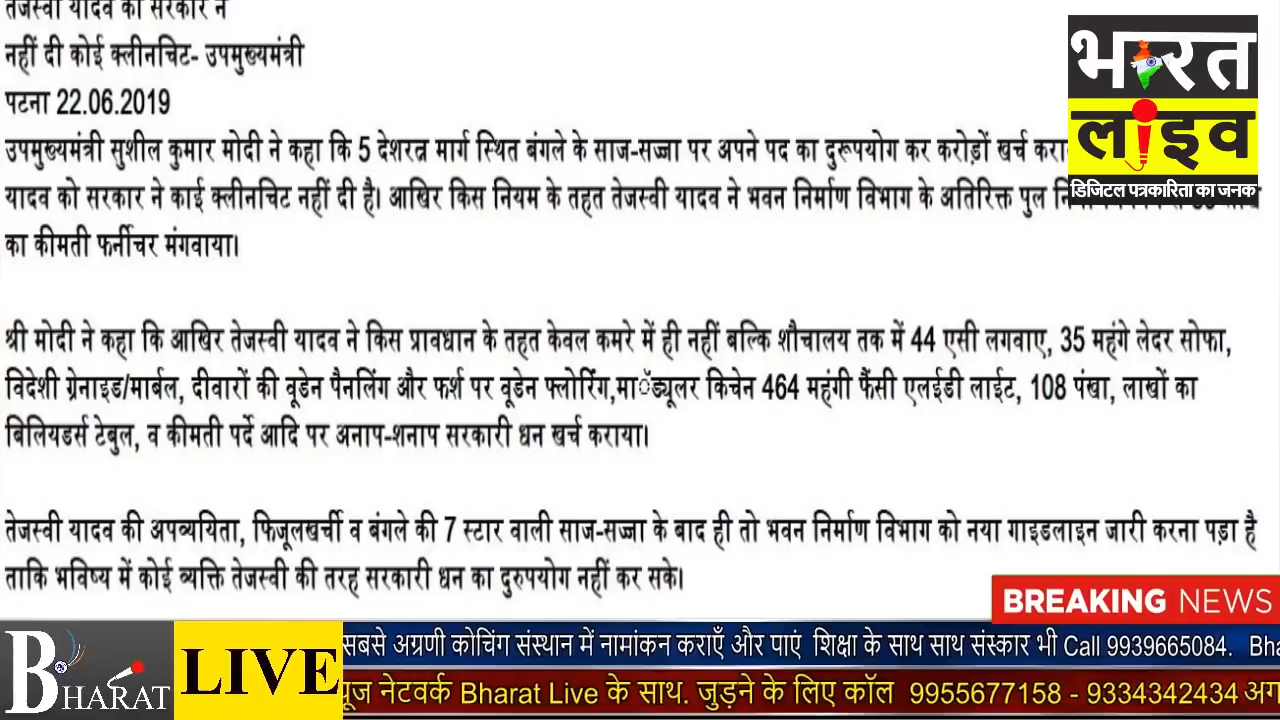 तेजस्वी यादव को सरकार ने
नहीं दी कोई क्लीनचिट- उपमुख्यमंत्री
पटना 22.06.2019
उपमुख्यमंत्री सुशील कुमार मोदी ने कहा कि 5 देशरत्न मार्ग स्थित बंगले के साज-सज्जा पर अपने पद का दुरूपयोग कर करोड़ों खर्च
यादव को सरकार ने काई क्लीनचिट नहीं दी है। आखिर किस नियम के तहत तेजस्वी यादव ने भवन निर्माण विभाग के अतिरिक्त पुल
का कीमती फर्नीचर मंगवाया।
श्री मोदी ने कहा कि आखिर तेजस्वी यादव ने किस प्रावधान के तहत केवल कमरे में ही नहीं बल्कि शौचालय तक में 44 एसी लगवाए, 35 महंगे लेदर सोफा,
विदेशी ग्रेनाइड/मार्बल, दीवारों की वूडेन पैनलिंग और फर्श पर वूडेन फ्लोरिंग,माॅड्यूलर किचेन 464 महंगी फैंसी एलईडी लाईट, 108 पंखा, लाखों का
बिलियडर्स टेबुल, व कीमती पर्दे आदि पर अनाप-शनाप सरकारी धन खर्च कराया।
तेजस्वी यादव की अपव्ययिता, फिजूलखर्ची व बंगले की 7 स्टार वाली साज-सज्जा के बाद ही तो भवन निर्माण विभाग को नया गाइडलाइन जारी करना पड़ा है
ताकि भविष्य में कोई व्यक्ति तेजस्वी की तरह सरकारी धन का दुरुपयोग नहीं कर सके।
भारत
लाइव
डिजिटल पत्रकारिता का जनक
BREAKING NEWS
BHARAT LIVE
सबसे अग्रणी कोचिंग संस्थान में नामांकन कराएँ और पाएं शिक्षा के साथ साथ संस्कार भी Call 9939665084. Bha
यूज नेटवर्क Bharat Live के साथ. जुड़ने के लिए कॉल 9955677158 - 9334342434 अग